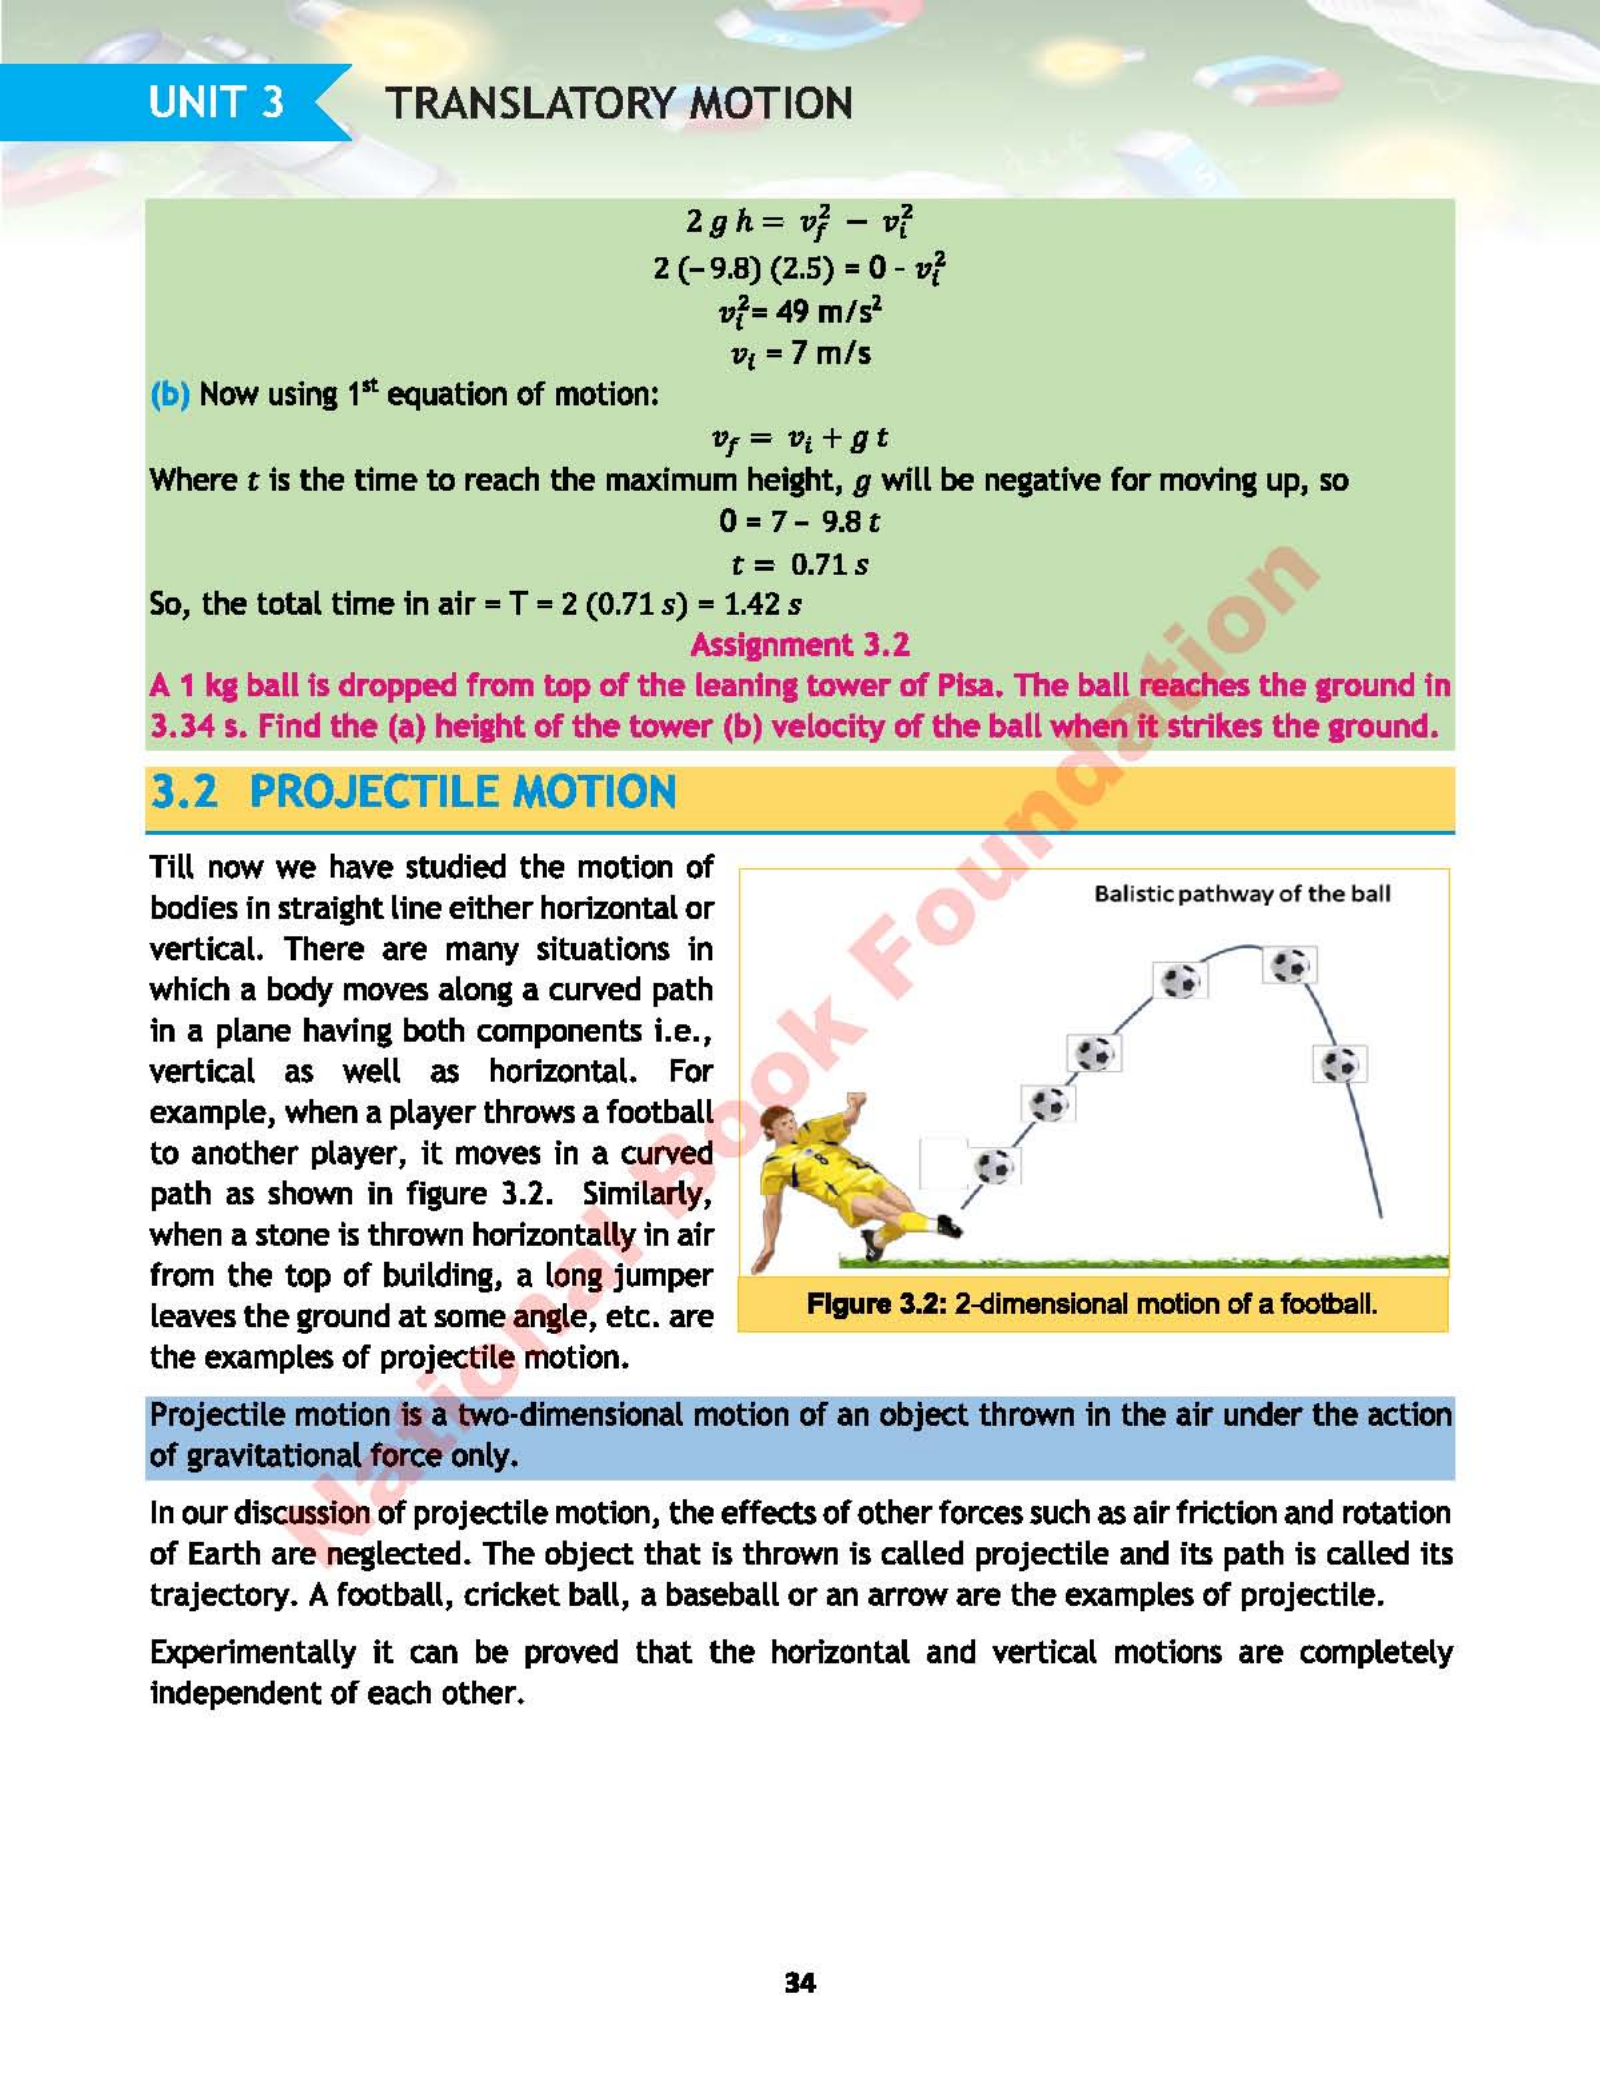 UNIT 3
TRANSLATORY MOTION
2 g h = v_f^2 − v_i^2
2 (−9.8) (2.5) = 0 - v_i^2
v_i^2= 49 m/s²
v_i = 7 m/s
(b) Now using 1st equation of motion:
v_f = v_i + g t
Where t is the time to reach the maximum height, g will be negative for moving up, so
0 = 7 − 9.8 t
t = 0.71 s
So, the total time in air = T = 2 (0.71 s) = 1.42 s
Assignment 3.2
A 1 kg ball is dropped from top of the leaning tower of Pisa. The ball reaches the ground in
3.34 s. Find the (a) height of the tower (b) velocity of the ball when it strikes the ground.
3.2 PROJECTILE MOTION
Till now we have studied the motion of
bodies in straight line either horizontal or
vertical. There are many situations in
which a body moves along a curved path
in a plane having both components i.e.,
vertical as well as horizontal. For
example, when a player throws a football
to another player, it moves in a curved
path as shown in figure 3.2. Similarly,
when a stone is thrown horizontally in air
from the top of building, a long jumper
leaves the ground at some angle, etc. are
the examples of projectile motion.
Balistic pathway of the ball
Figure 3.2: 2-dimensional motion of a football.
Projectile motion is a two-dimensional motion of an object thrown in the air under the action
of gravitational force only.
In our discussion of projectile motion, the effects of other forces such as air friction and rotation
of Earth are neglected. The object that is thrown is called projectile and its path is called its
trajectory. A football, cricket ball, a baseball or an arrow are the examples of projectile.
Experimentally it can be proved that the horizontal and vertical motions are completely
independent of each other.
National Book Foundation
34